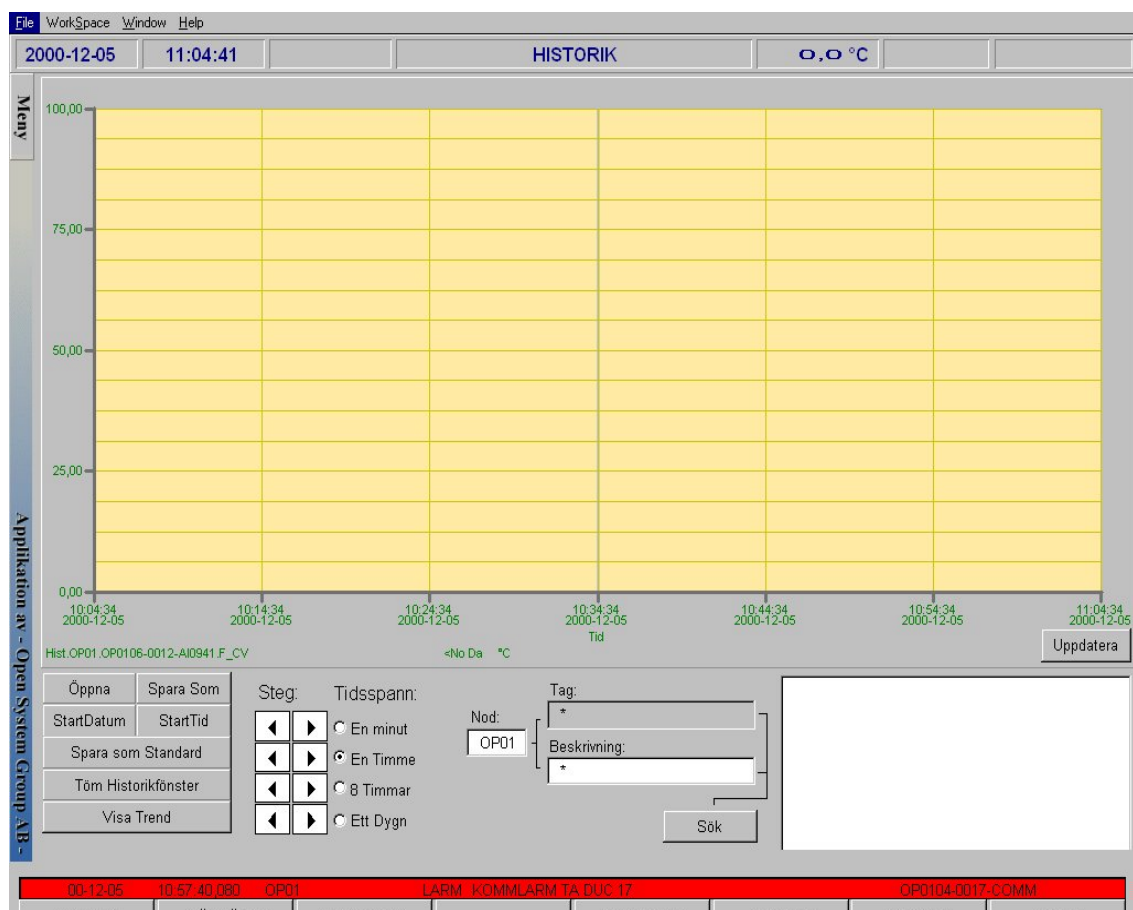 File WorkSpace Window Help
2000-12-05 11:04:41 HISTORIK 0,0 °C
Meny
Applikation av - Open System Group AB -
100,00
75,00
50,00
25,00
0,00
10:04:34 10:14:34 10:24:34 10:34:34 10:44:34 10:54:34 11:04:34
2000-12-05 2000-12-05 2000-12-05 2000-12-05 2000-12-05 2000-12-05 2000-12-05
Tid
Hist.OP01.OP0106-0012-AI0941.F_CV <No Da °C
Uppdatera
Öppna Spara Som
StartDatum StartTid
Spara som Standard
Töm Historikfönster
Visa Trend
Steg: Tidsspann:
En minut
En Timme
8 Timmar
Ett Dygn
Nod:
OP01
Tag:
*
Beskrivning:
*
Sök
00-12-05 10:57:40,080 OP01 LARM KOMMLARM TA DUC 17 OP0104-0017-COMM